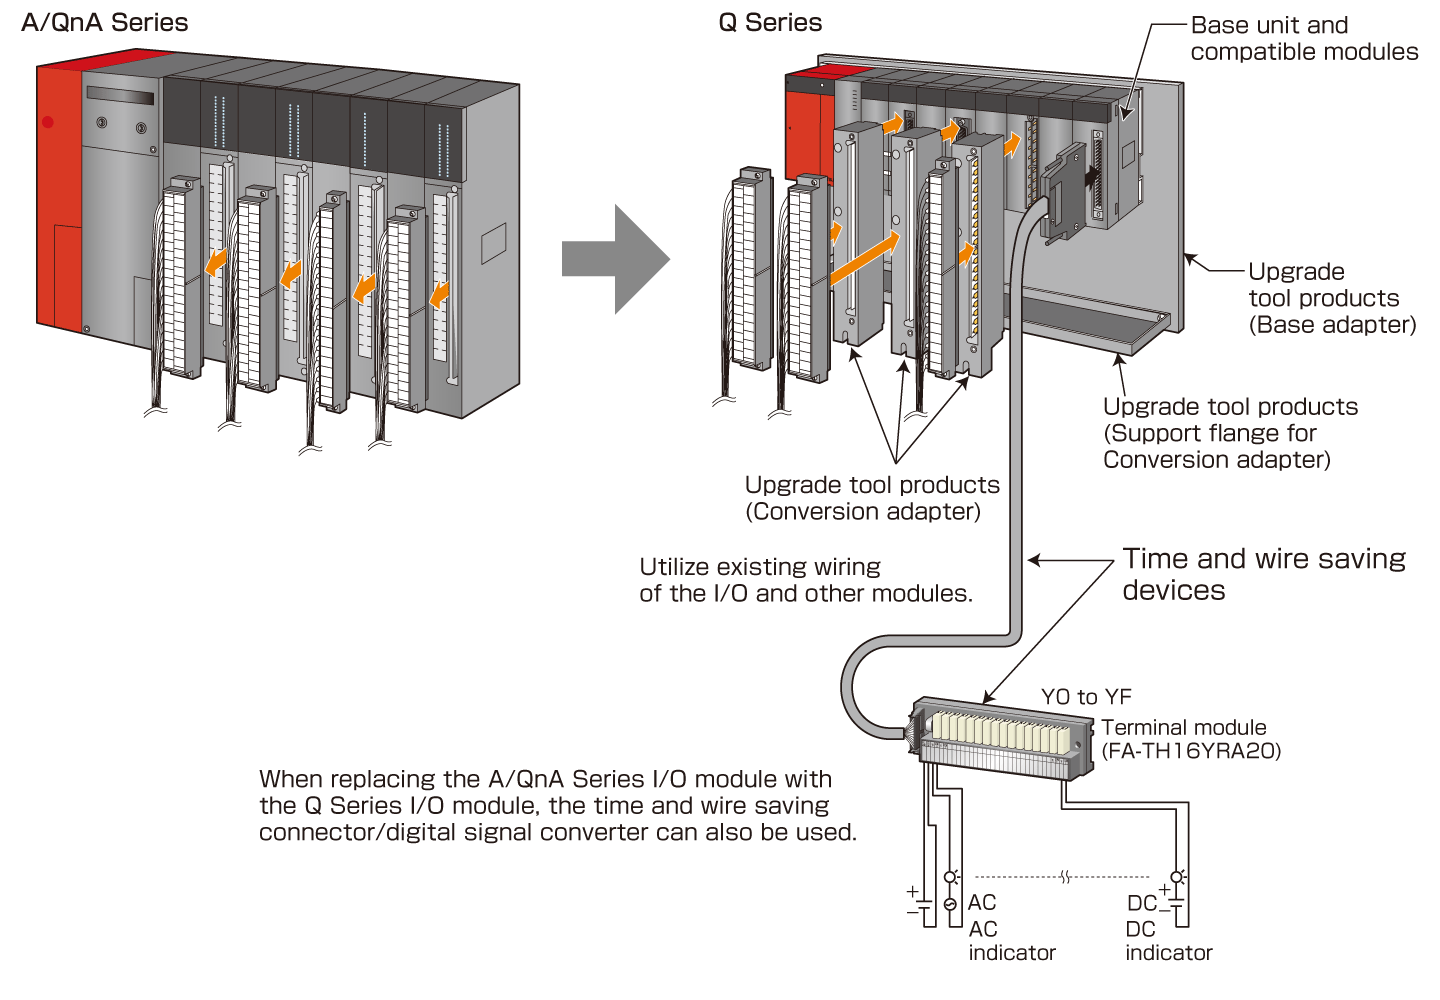 A/QnA Series
Q Series
Base unit and
compatible modules
Upgrade
tool products
(Base adapter)
Upgrade tool products
(Support flange for
Conversion adapter)
Upgrade tool products
(Conversion adapter)
Utilize existing wiring
of the I/O and other modules.
Time and wire saving
devices
Y0 to YF
Terminal module
(FA-TH16YRA20)
When replacing the A/QnA Series I/O module with
the Q Series I/O module, the time and wire saving
connector/digital signal converter can also be used.
+
−
AC
AC
indicator
DC
+
−
DC
indicator